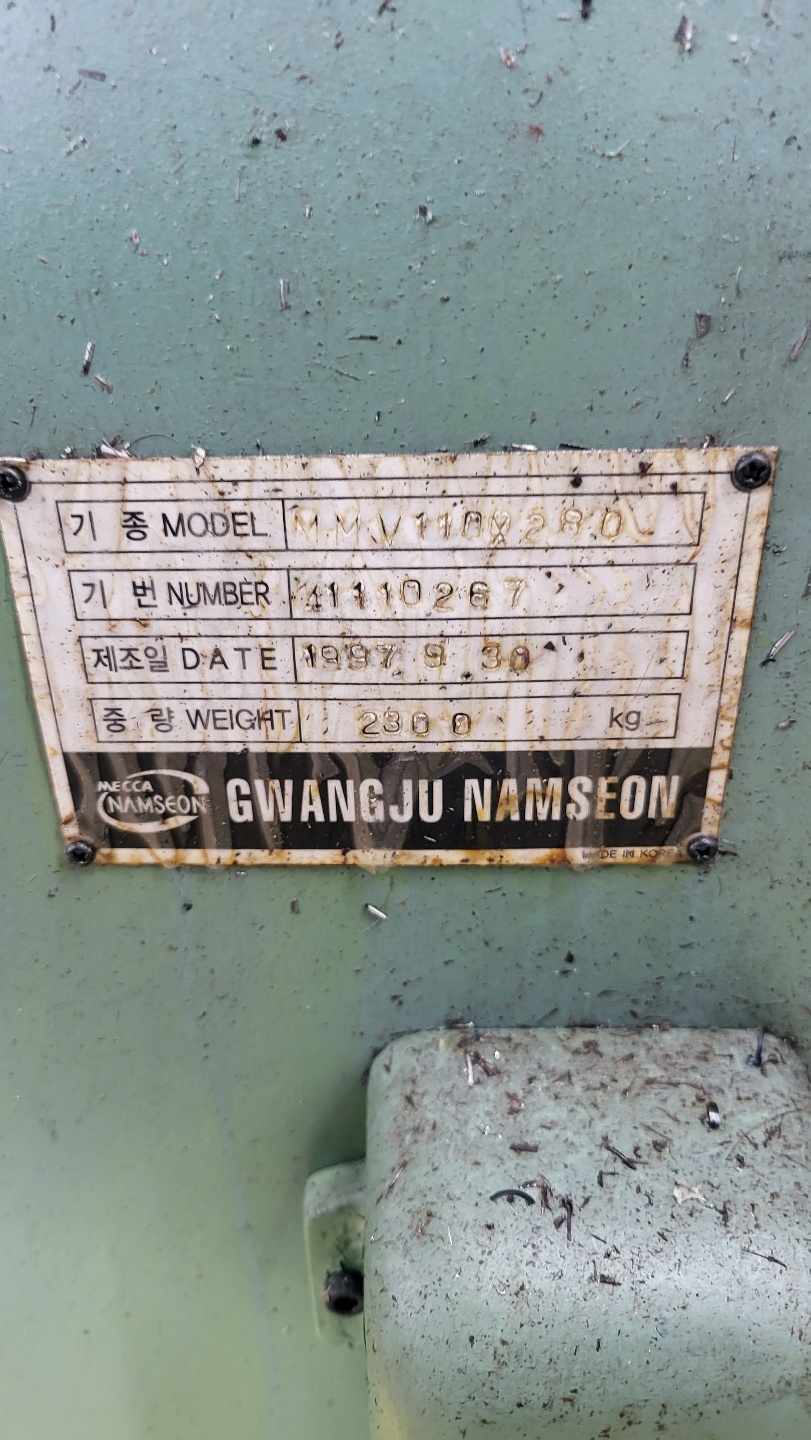 기 종 MODEL MMV1100X280
기 번 NUMBER 41110267
제조일 DATE 1997 9 30
중 량 WEIGHT 2300 kg
MECCA
NAMSEON
GWANGJU NAMSEON
MADE IN KOREA